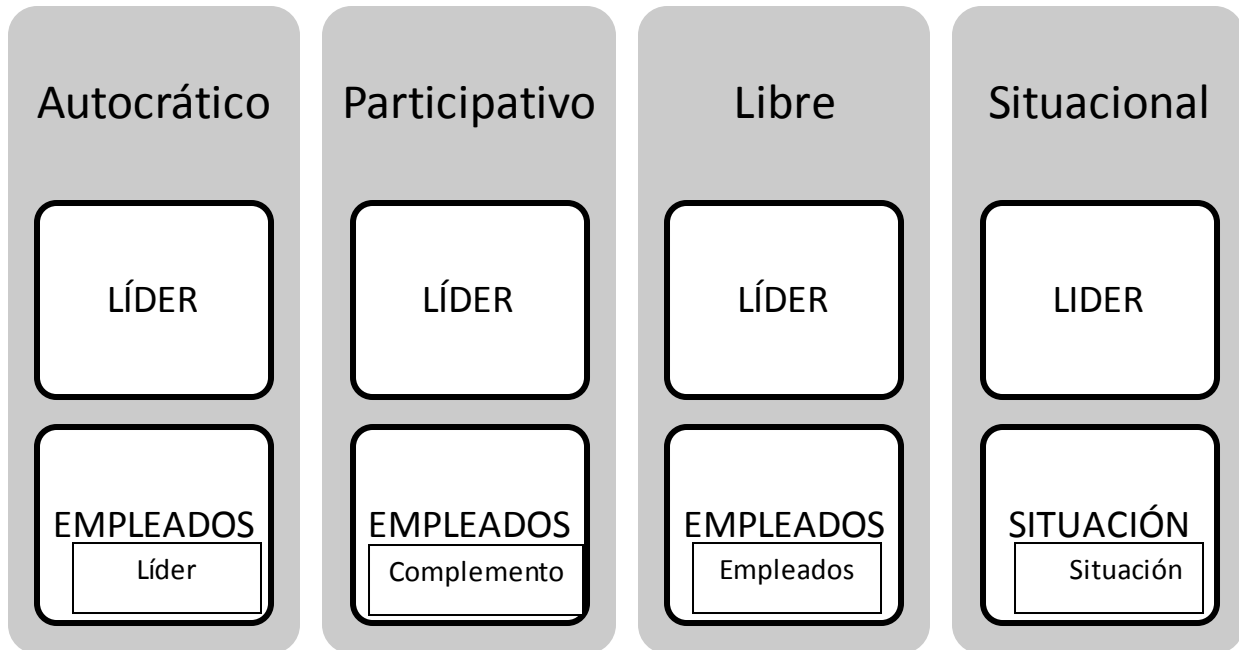 Autocrático
LÍDER
EMPLEADOS
Líder
Participativo
LÍDER
EMPLEADOS
Complemento
Libre
LÍDER
EMPLEADOS
Empleados
Situacional
LIDER
SITUACIÓN
Situación